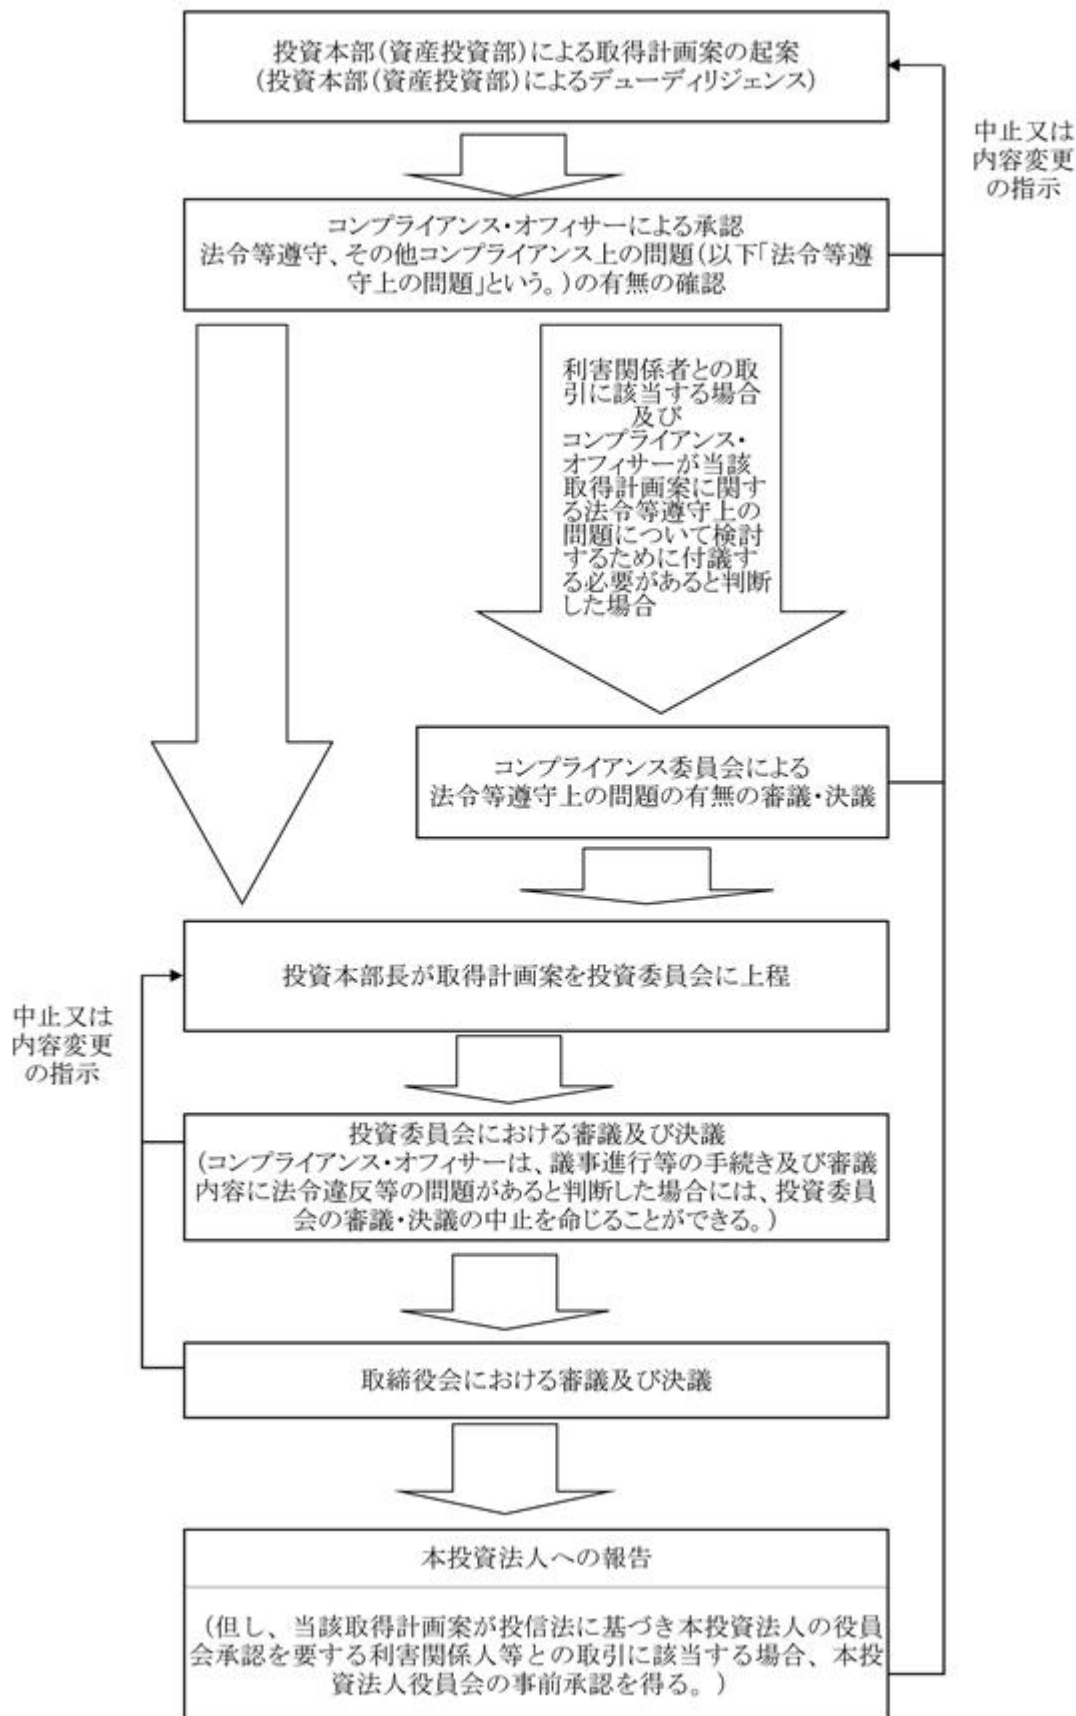 投資本部(資産投資部)による取得計画案の起案
(投資本部(資産投資部)によるデューディリジェンス)
中止又は
内容変更
の指示
コンプライアンス・オフィサーによる承認
法令等遵守、その他コンプライアンス上の問題(以下「法令等遵
守上の問題」という。)の有無の確認
利害関係者との取
引に該当する場合
及び
コンプライアンス・
オフィサーが当該
取得計画案に関す
る法令等遵守上の
問題について検討
するために付議す
る必要があると判断
した場合
コンプライアンス委員会による
法令等遵守上の問題の有無の審議・決議
投資本部長が取得計画案を投資委員会に上程
中止又は
内容変更
の指示
投資委員会における審議及び決議
(コンプライアンス・オフィサーは、議事進行等の手続き及び審議
内容に法令違反等の問題があると判断した場合には、投資委員
会の審議・決議の中止を命じることができる。)
取締役会における審議及び決議
本投資法人への報告
(但し、当該取得計画案が投信法に基づき本投資法人の役員
会承認を要する利害関係人等との取引に該当する場合、本投
資法人役員会の事前承認を得る。)